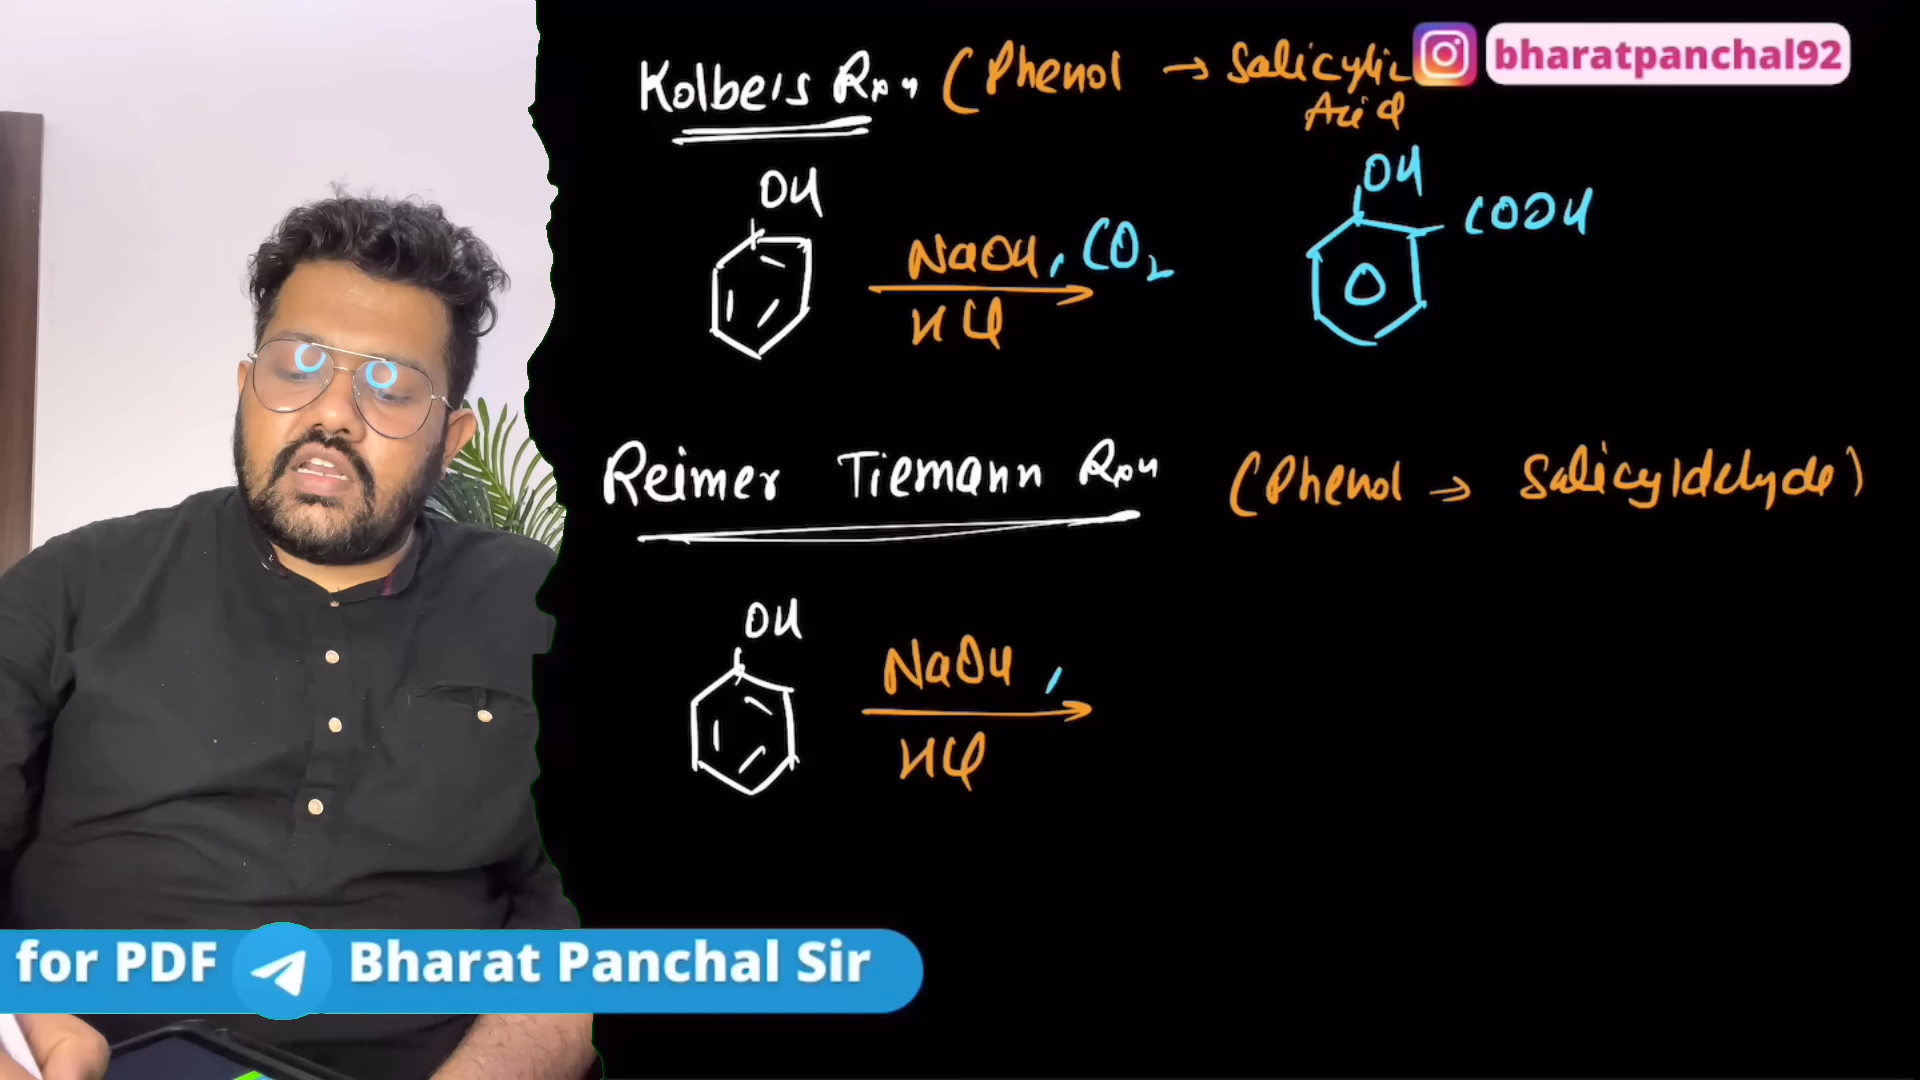 Kolbe's Rxn (Phenol → Salicylic Acid
bharatpanchal92
OH
NaOH, CO2
HCl
OH
COOH
Reimer Tiemann Rxn (Phenol → Salicyldehyde)
OH
NaOH ,
HCl
for PDF Bharat Panchal Sir